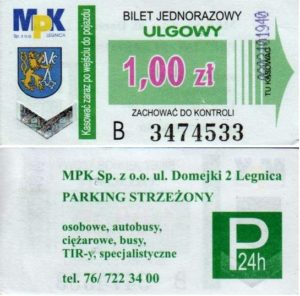 MPK
Sp. z o.o. LEGNICA
Kasować zaraz po wejściu do pojazdu
BILET JEDNORAZOWY
ULGOWY
1,00 zł
ZACHOWAĆ DO KONTROLI
B 3474533
TU KASOWAĆ
MPK Sp. z o.o. ul. Domejki 2 Legnica
PARKING STRZEŻONY
osobowe, autobusy,
ciężarowe, busy,
TIR-y, specjalistyczne
tel. 76/ 722 34 00
P
24h